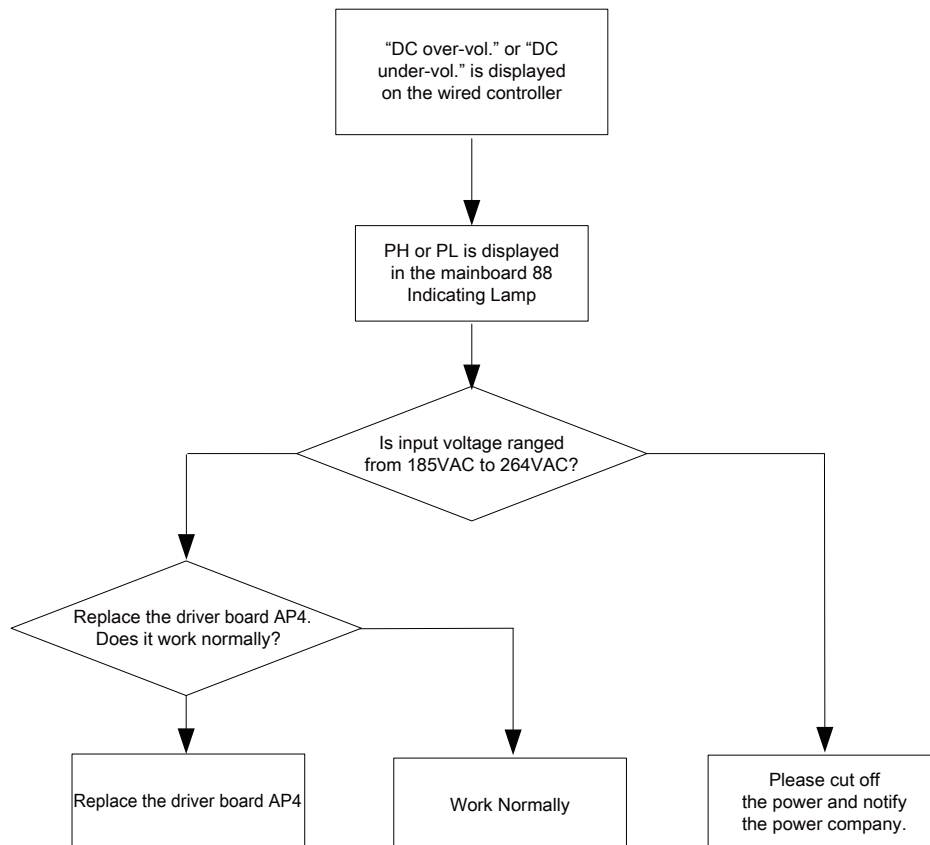 “DC over-vol.” or “DC
under-vol.” is displayed
on the wired controller
PH or PL is displayed
in the mainboard 88
Indicating Lamp
Is input voltage ranged
from 185VAC to 264VAC?
Replace the driver board AP4.
Does it work normally?
Replace the driver board AP4
Work Normally
Please cut off
the power and notify
the power company.